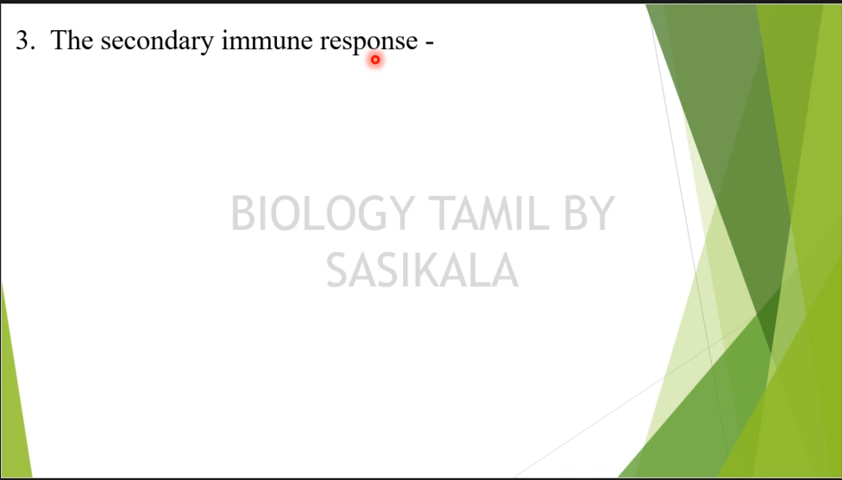 3. The secondary immune response -
BIOLOGY TAMIL BY
SASIKALA